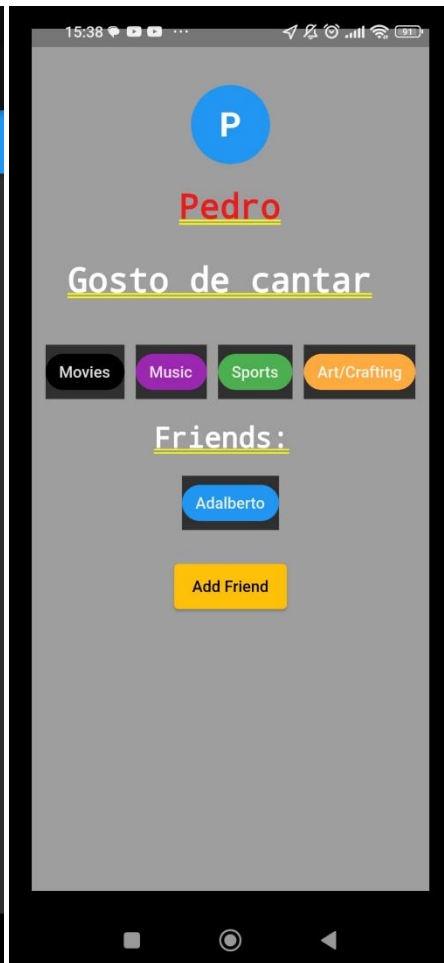 15:38
91
P
Pedro
Gosto de cantar
Movies Music Sports Art/Crafting
Friends:
Adalberto
Add Friend